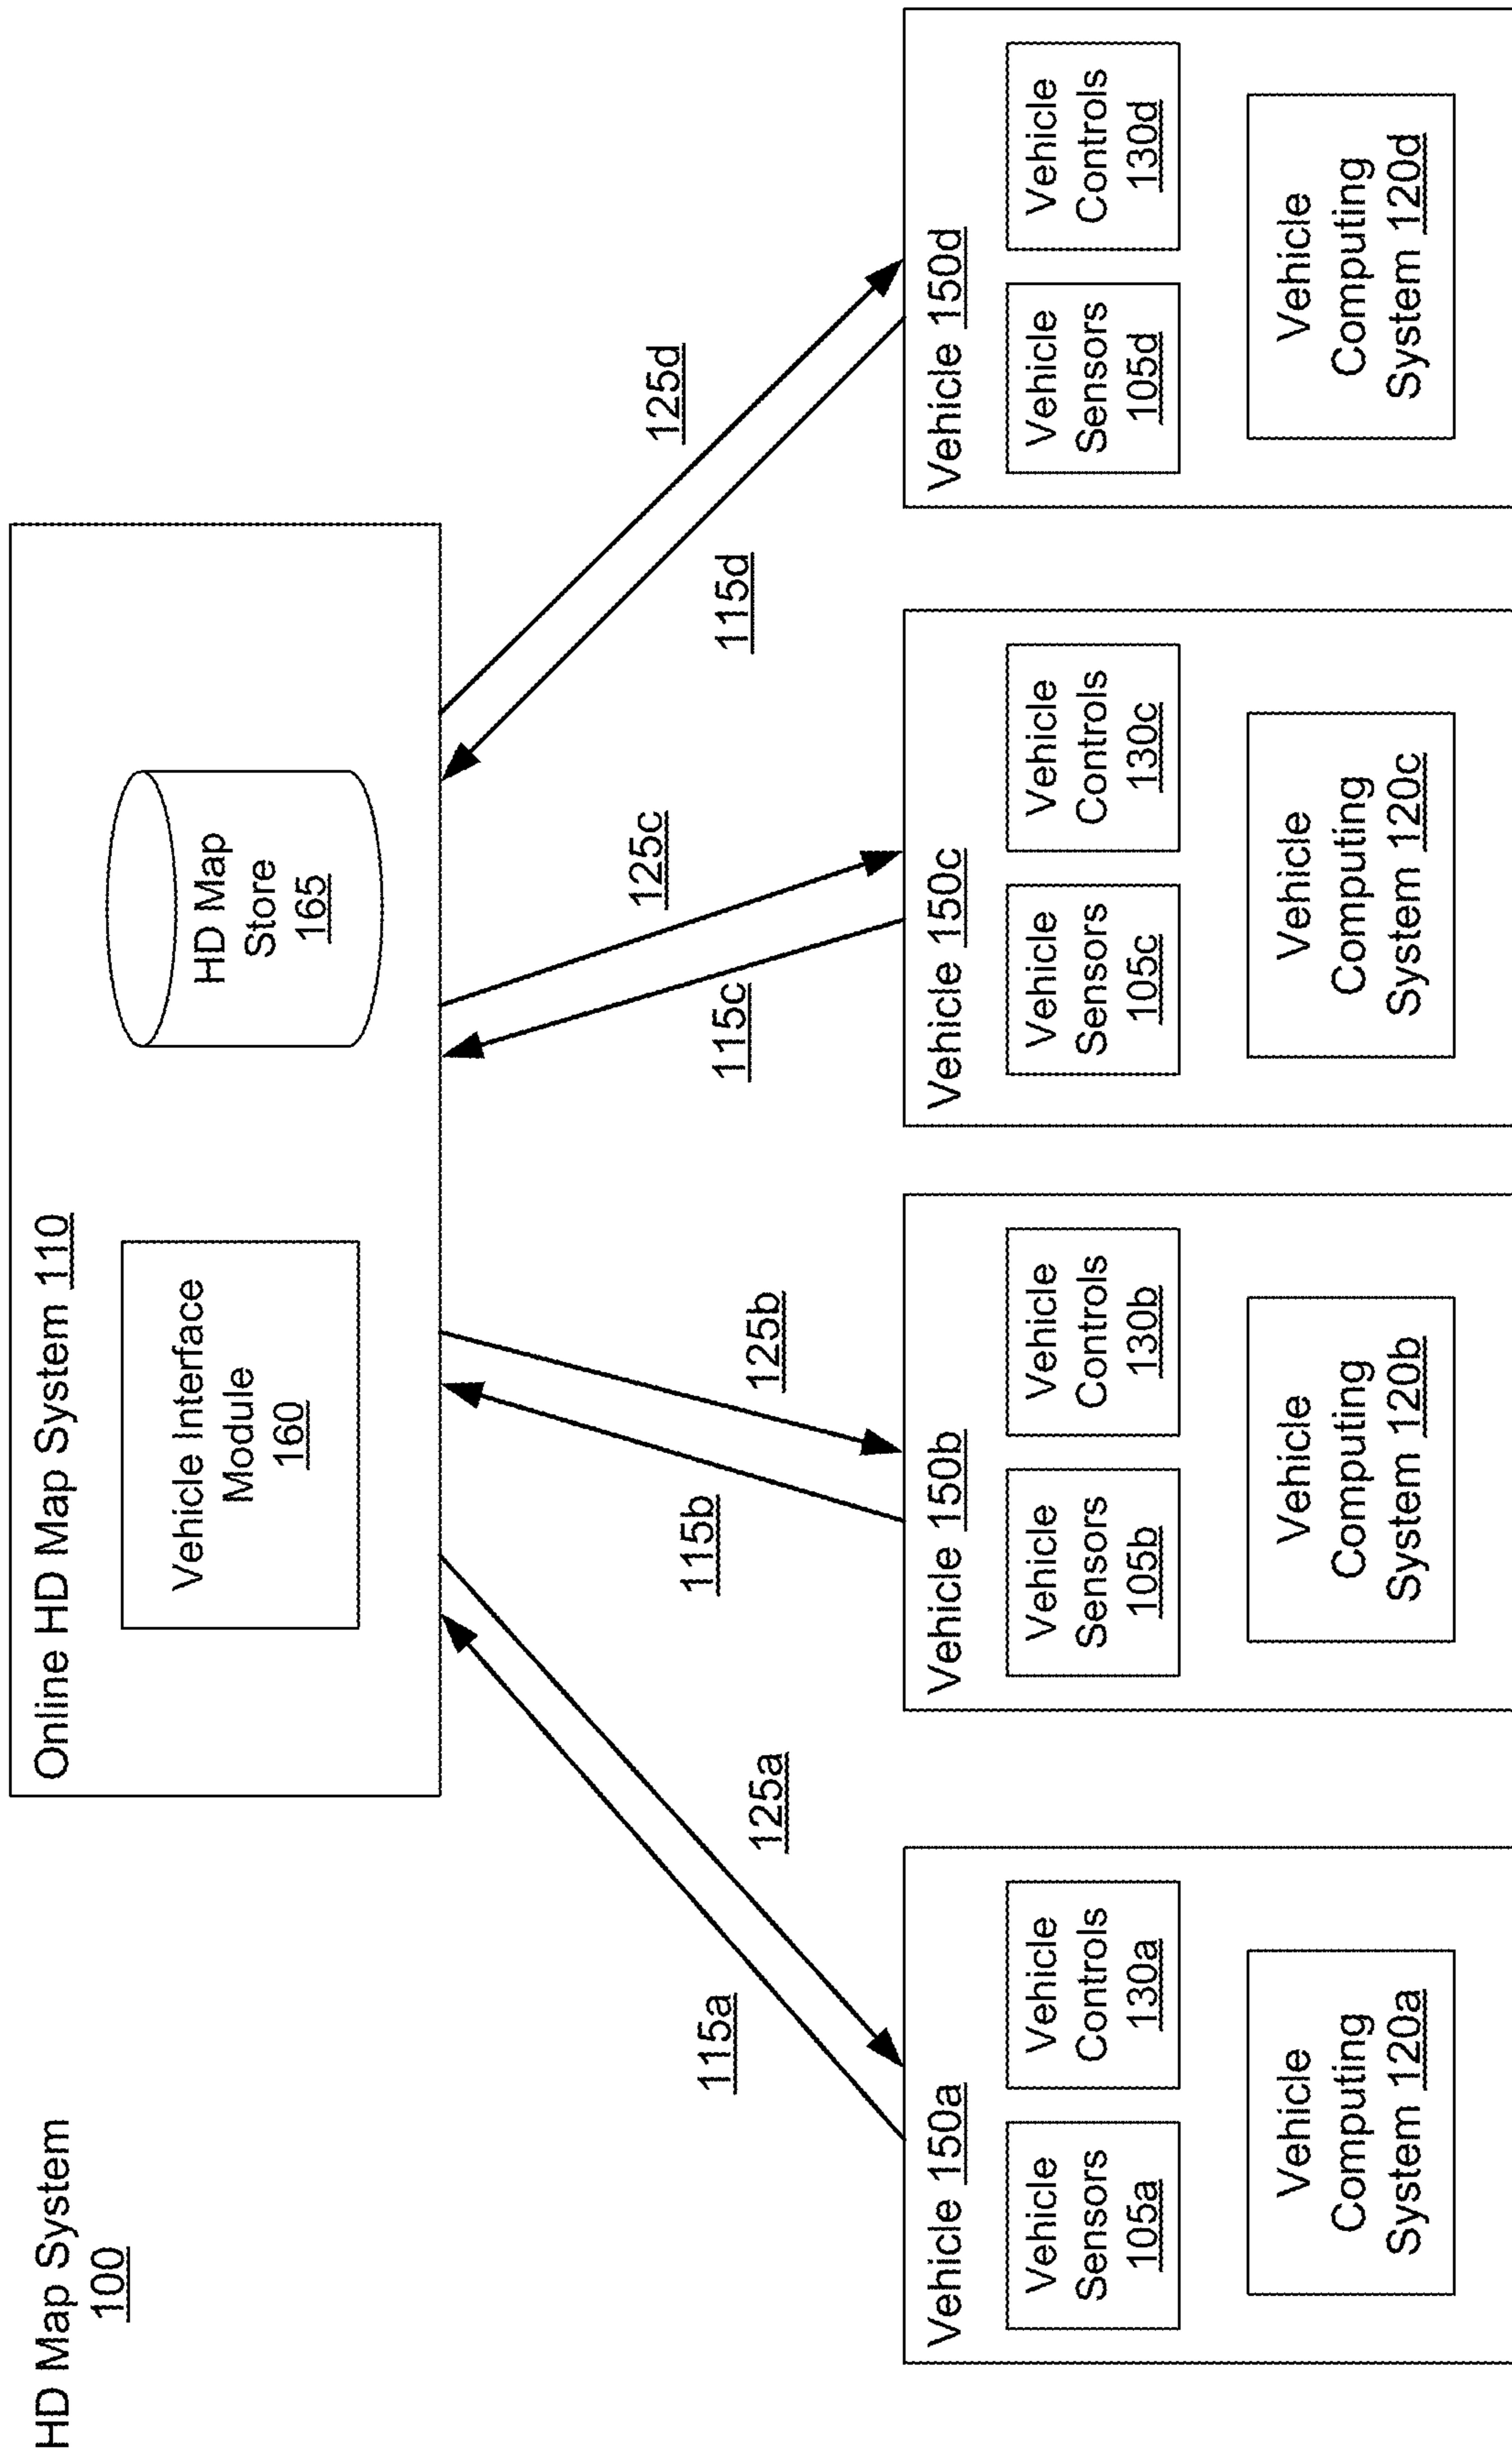 HD Map System
100
Online HD Map System 110
Vehicle Interface
Module
160
HD Map
Store
165
115a
125a
115b
125b
115c
125c
115d
125d
Vehicle 150a
Vehicle
Sensors
105a
Vehicle
Controls
130a
Vehicle
Computing
System 120a
Vehicle 150b
Vehicle
Sensors
105b
Vehicle
Controls
130b
Vehicle
Computing
System 120b
Vehicle 150c
Vehicle
Sensors
105c
Vehicle
Controls
130c
Vehicle
Computing
System 120c
Vehicle 150d
Vehicle
Sensors
105d
Vehicle
Controls
130d
Vehicle
Computing
System 120d